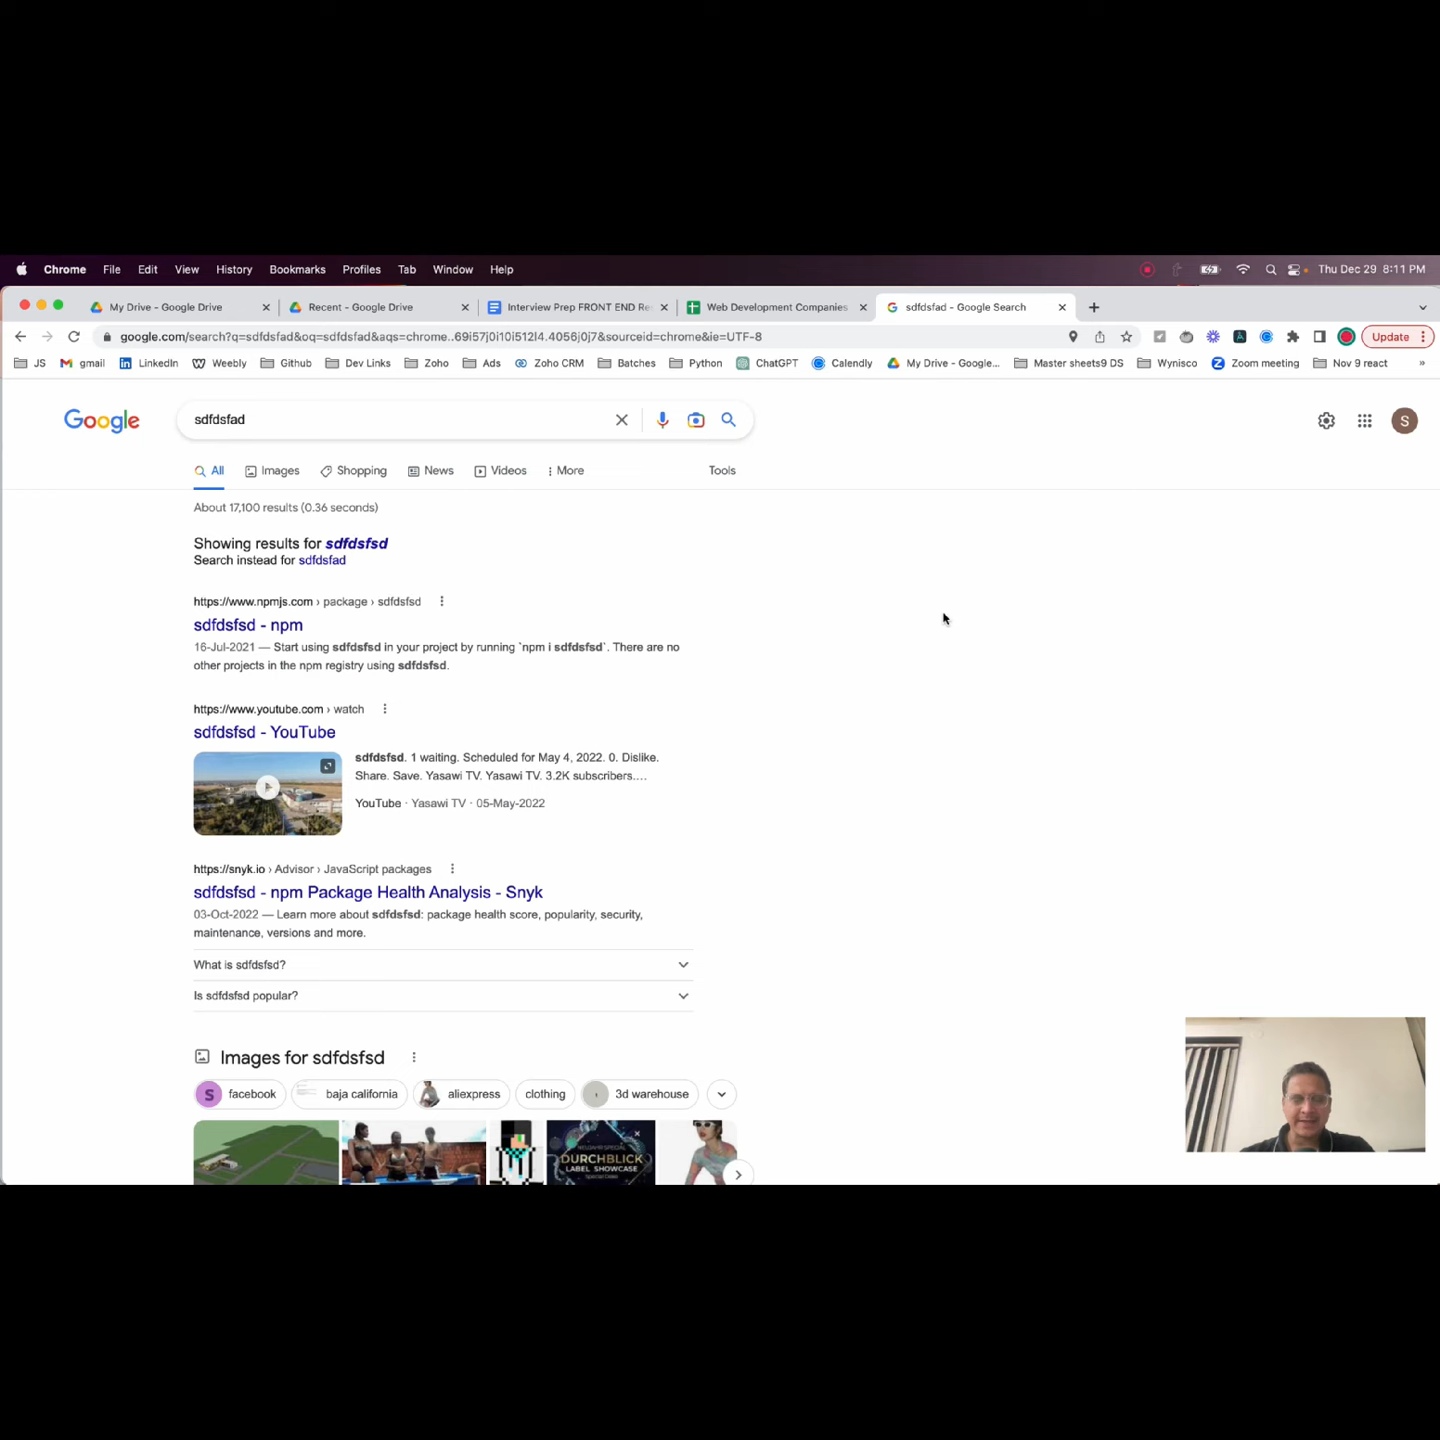 Chrome File Edit View History Bookmarks Profiles Tab Window Help Thu Dec 29 8:11 PM
My Drive - Google Drive Recent - Google Drive Interview Prep FRONT END Re Web Development Companies sdfdsfad - Google Search
google.com/search?q=sdfdsfad&oq=sdfdsfad&aqs=chrome..69i57j0i10i512l4.4056j0j7&sourceid=chrome&ie=UTF-8 Update
JS gmail LinkedIn Weebly Github Dev Links Zoho Ads Zoho CRM Batches Python ChatGPT Calendly My Drive - Google... Master sheets9 DS Wynisco Zoom meeting Nov 9 react »
Google sdfdsfad S
All Images Shopping News Videos More Tools
About 17,100 results (0.36 seconds)
Showing results for sdfdsfsd
Search instead for sdfdsfad
https://www.npmjs.com › package › sdfdsfsd
sdfdsfsd - npm
16-Jul-2021 — Start using sdfdsfsd in your project by running `npm i sdfdsfsd`. There are no
other projects in the npm registry using sdfdsfsd.
https://www.youtube.com › watch
sdfdsfsd - YouTube
sdfdsfsd. 1 waiting. Scheduled for May 4, 2022. 0. Dislike.
Share. Save. Yasawi TV. Yasawi TV. 3.2K subscribers....
YouTube · Yasawi TV · 05-May-2022
https://snyk.io › Advisor › JavaScript packages
sdfdsfsd - npm Package Health Analysis - Snyk
03-Oct-2022 — Learn more about sdfdsfsd: package health score, popularity, security,
maintenance, versions and more.
What is sdfdsfsd?
Is sdfdsfsd popular?
Images for sdfdsfsd
S facebook baja california aliexpress clothing 3d warehouse
DURCHBLICK
LABEL SHOWCASE